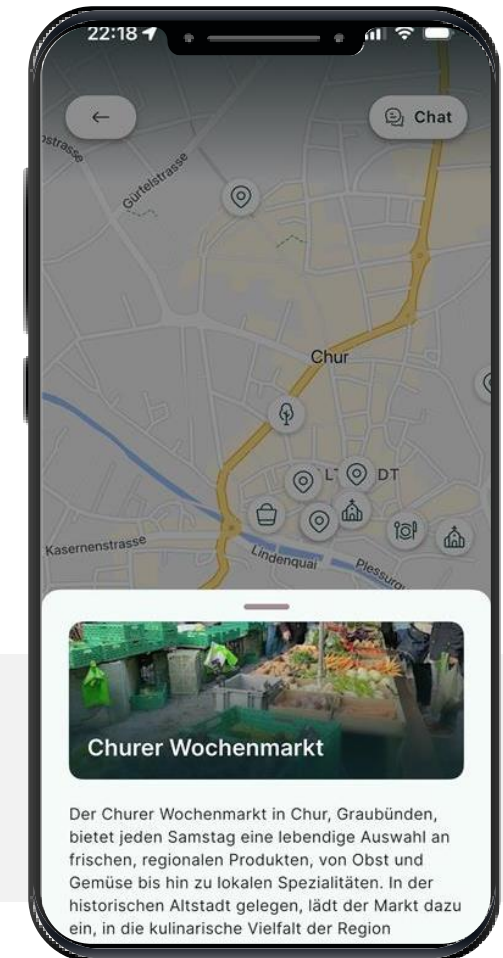 22:18
Chat
Gürtelstrasse
Chur
Kasernenstrasse
Lindenquai
Churer Wochenmarkt
Der Churer Wochenmarkt in Chur, Graubünden,
bietet jeden Samstag eine lebendige Auswahl an
frischen, regionalen Produkten, von Obst und
Gemüse bis hin zu lokalen Spezialitäten. In der
historischen Altstadt gelegen, lädt der Markt dazu
ein, in die kulinarische Vielfalt der Region